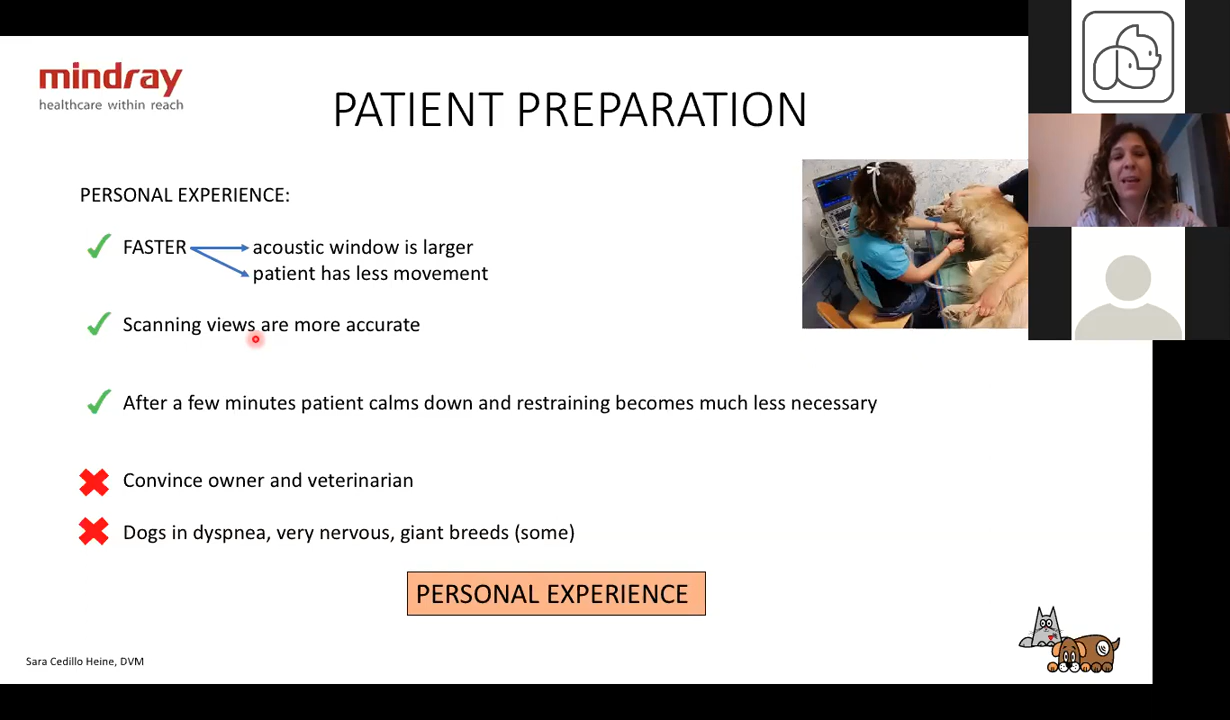 mindray
healthcare within reach
PATIENT PREPARATION
PERSONAL EXPERIENCE:
FASTER
acoustic window is larger
patient has less movement
Scanning views are more accurate
After a few minutes patient calms down and restraining becomes much less necessary
Convince owner and veterinarian
Dogs in dyspnea, very nervous, giant breeds (some)
PERSONAL EXPERIENCE
Sara Cedillo Heine, DVM